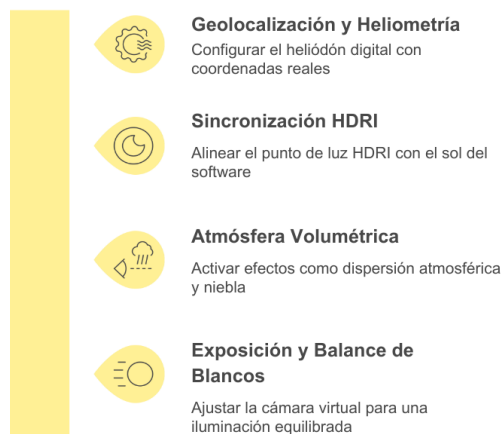 Geolocalización y Heliometría
Configurar el heliódón digital con
coordenadas reales
Sincronización HDRI
Alinear el punto de luz HDRI con el sol del
software
Atmósfera Volumétrica
Activar efectos como dispersión atmosférica
y niebla
Exposición y Balance de
Blancos
Ajustar la cámara virtual para una
iluminación equilibrada